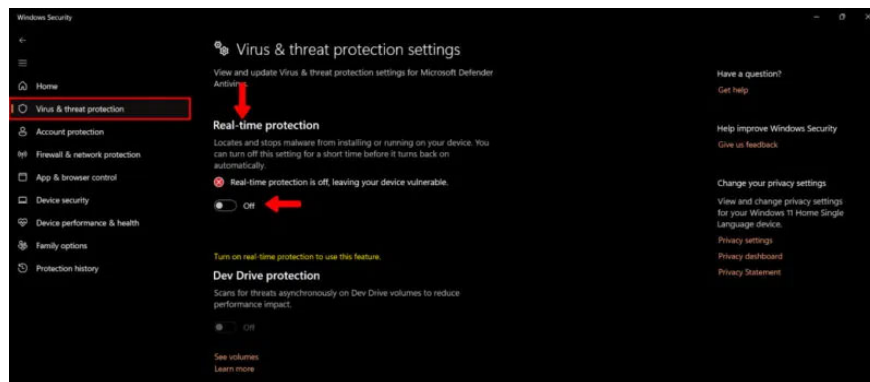 Windows Security
Virus & threat protection settings
View and update Virus & threat protection settings for Microsoft Defender
Antivirus.
Home
Virus & threat protection
Account protection
Firewall & network protection
App & browser control
Device security
Device performance & health
Family options
Protection history
Real-time protection
Locates and stops malware from installing or running on your device. You
can turn off this setting for a short time before it turns back on
automatically.
Real-time protection is off, leaving your device vulnerable.
Off
Turn on real-time protection to use this feature.
Dev Drive protection
Scans for threats asynchronously on Dev Drive volumes to reduce
performance impact.
Off
See volumes
Learn more
Have a question?
Get help
Help improve Windows Security
Give us feedback
Change your privacy settings
View and change privacy settings
for your Windows 11 Home Single
Language device.
Privacy settings
Privacy dashboard
Privacy Statement